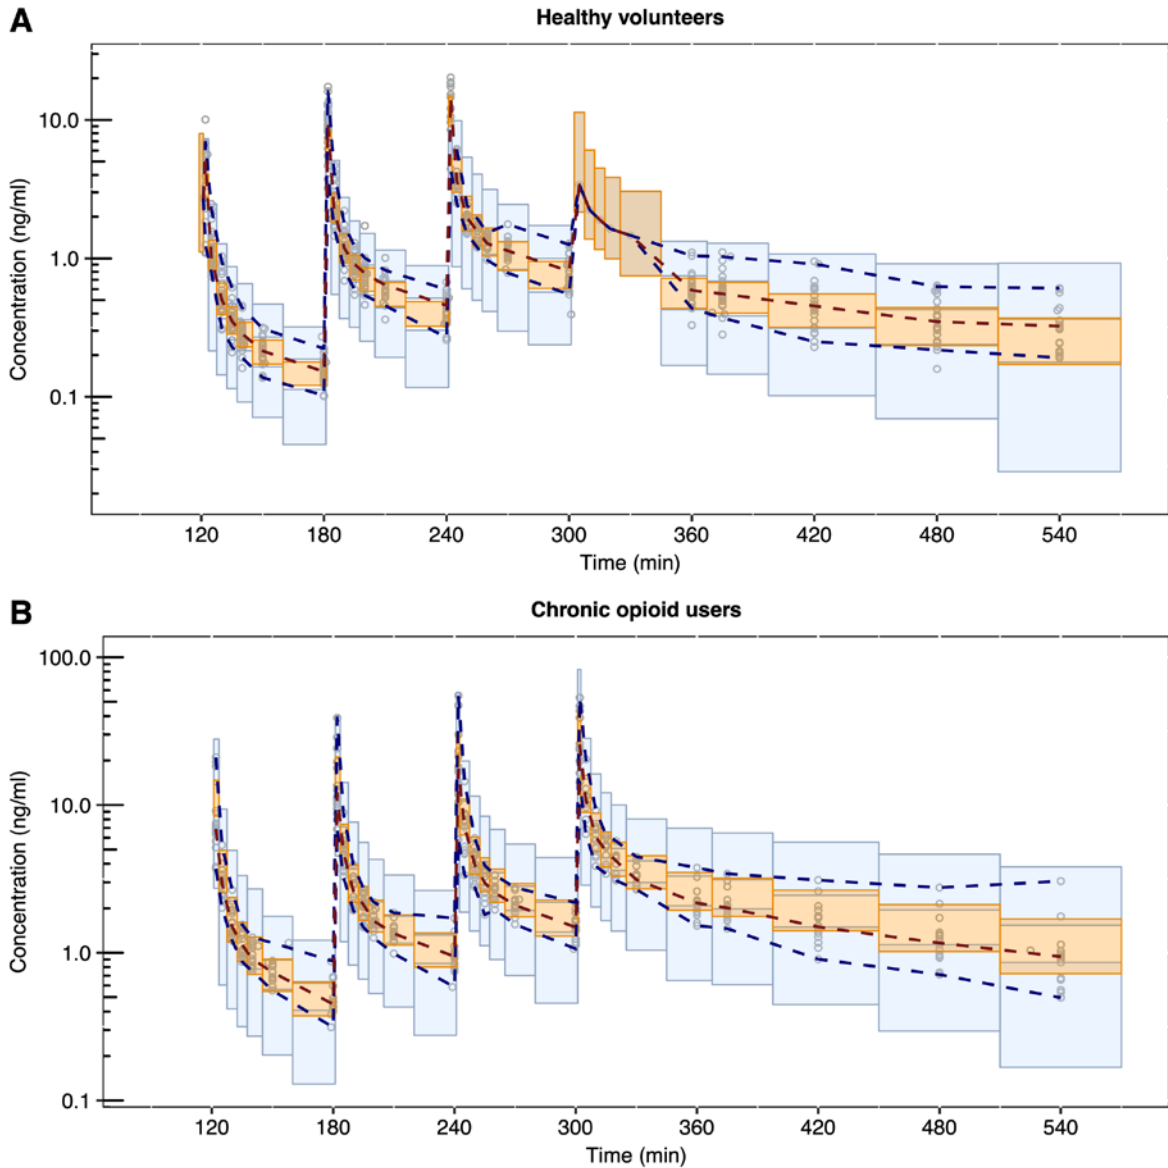 A
Healthy volunteers
Concentration (ng/ml)
10.0
1.0
0.1
120 180 240 300 360 420 480 540
Time (min)
B
Chronic opioid users
Concentration (ng/ml)
100.0
10.0
1.0
0.1
120 180 240 300 360 420 480 540
Time (min)